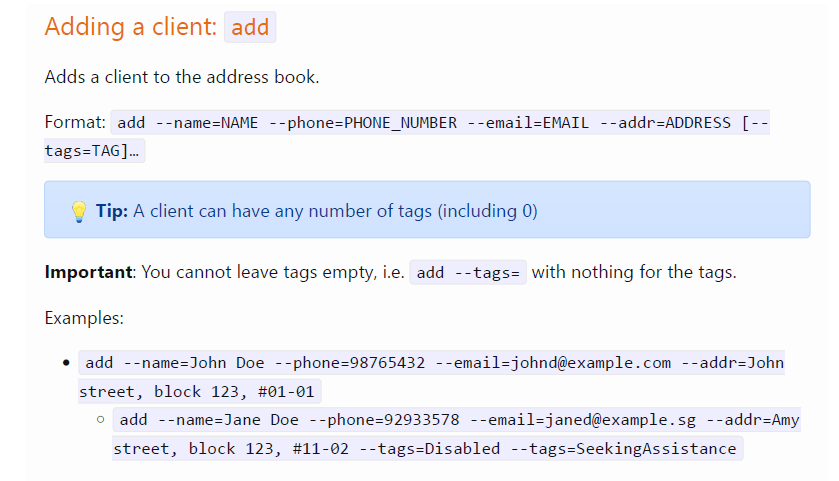 Adding a client: add
Adds a client to the address book.
Format: add --name=NAME --phone=PHONE_NUMBER --email=EMAIL --addr=ADDRESS [--
tags=TAG]…
💡 Tip: A client can have any number of tags (including 0)
Important: You cannot leave tags empty, i.e. add --tags= with nothing for the tags.
Examples:
• add --name=John Doe --phone=98765432 --email=johnd@example.com --addr=John
street, block 123, #01-01
◦ add --name=Jane Doe --phone=92933578 --email=janed@example.sg --addr=Amy
street, block 123, #11-02 --tags=Disabled --tags=SeekingAssistance